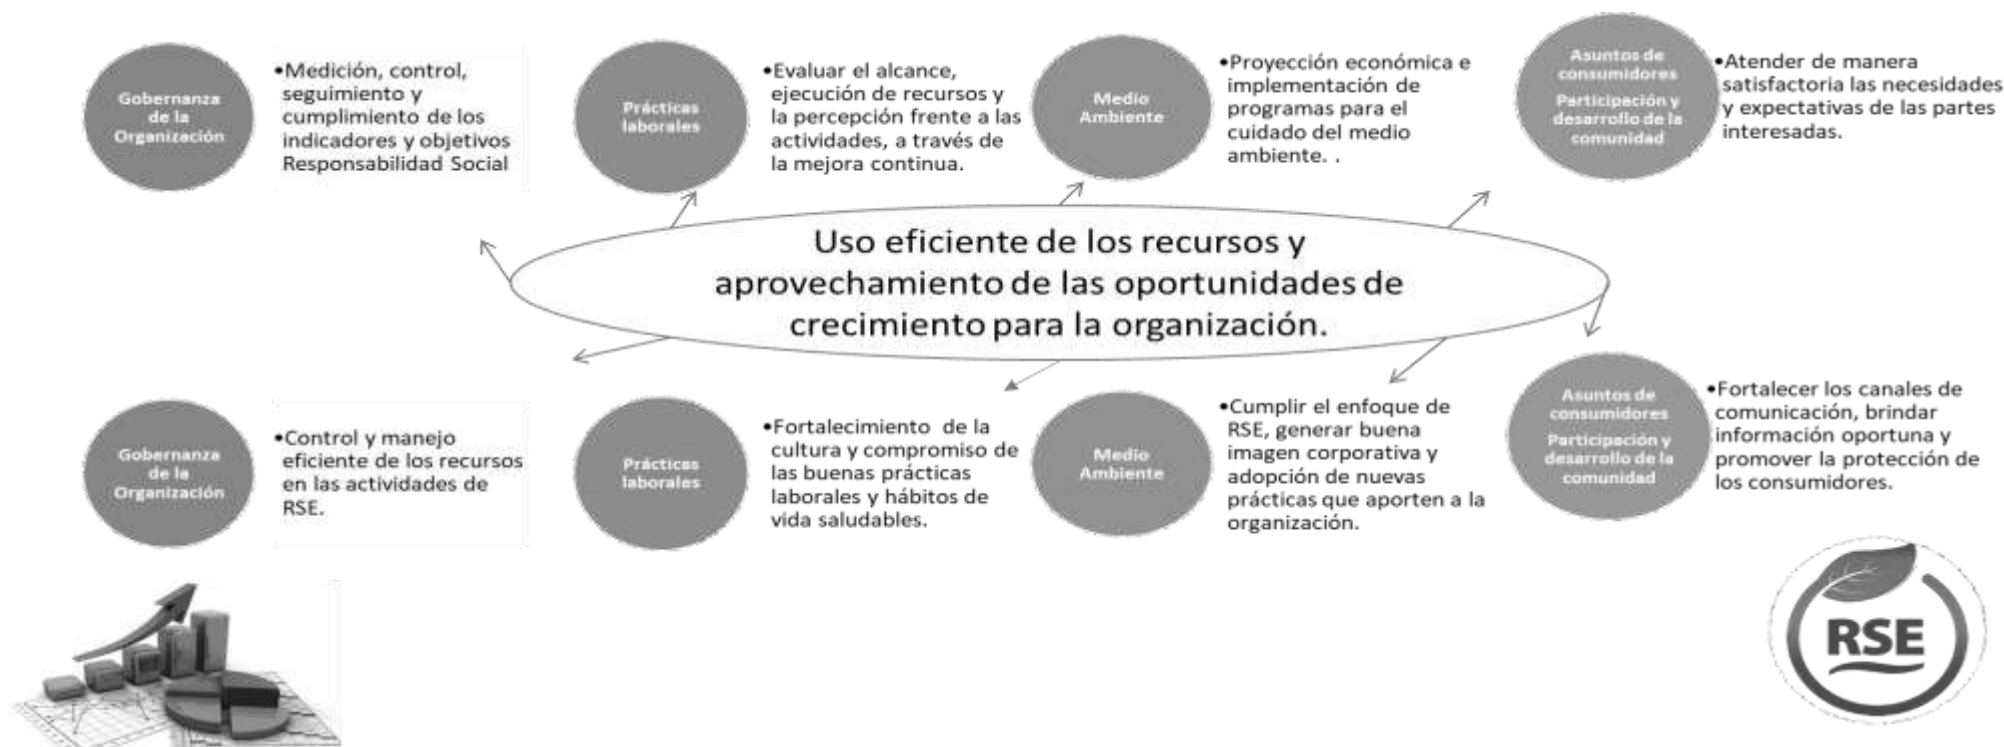 Gobernanza
de la
Organización
•Medición, control,
seguimiento y
cumplimiento de los
indicadores y objetivos
Responsabilidad Social
Prácticas
laborales
•Evaluar el alcance,
ejecución de recursos y
la percepción frente a las
actividades, a través de
la mejora continua.
Medio
Ambiente
•Proyección económica e
implementación de
programas para el
cuidado del medio
ambiente. .
Asuntos de
consumidores
Participación y
desarrollo de la
comunidad
•Atender de manera
satisfactoria las necesidades
y expectativas de las partes
interesadas.
Uso eficiente de los recursos y
aprovechamiento de las oportunidades de
crecimiento para la organización.
Gobernanza
de la
Organización
•Control y manejo
eficiente de los recursos
en las actividades de
RSE.
Prácticas
laborales
•Fortalecimiento de la
cultura y compromiso de
las buenas prácticas
laborales y hábitos de
vida saludables.
Medio
Ambiente
•Cumplir el enfoque de
RSE, generar buena
imagen corporativa y
adopción de nuevas
prácticas que aporten a la
organización.
Asuntos de
consumidores
Participación y
desarrollo de la
comunidad
•Fortalecer los canales de
comunicación, brindar
información oportuna y
promover la protección de
los consumidores.
RSE